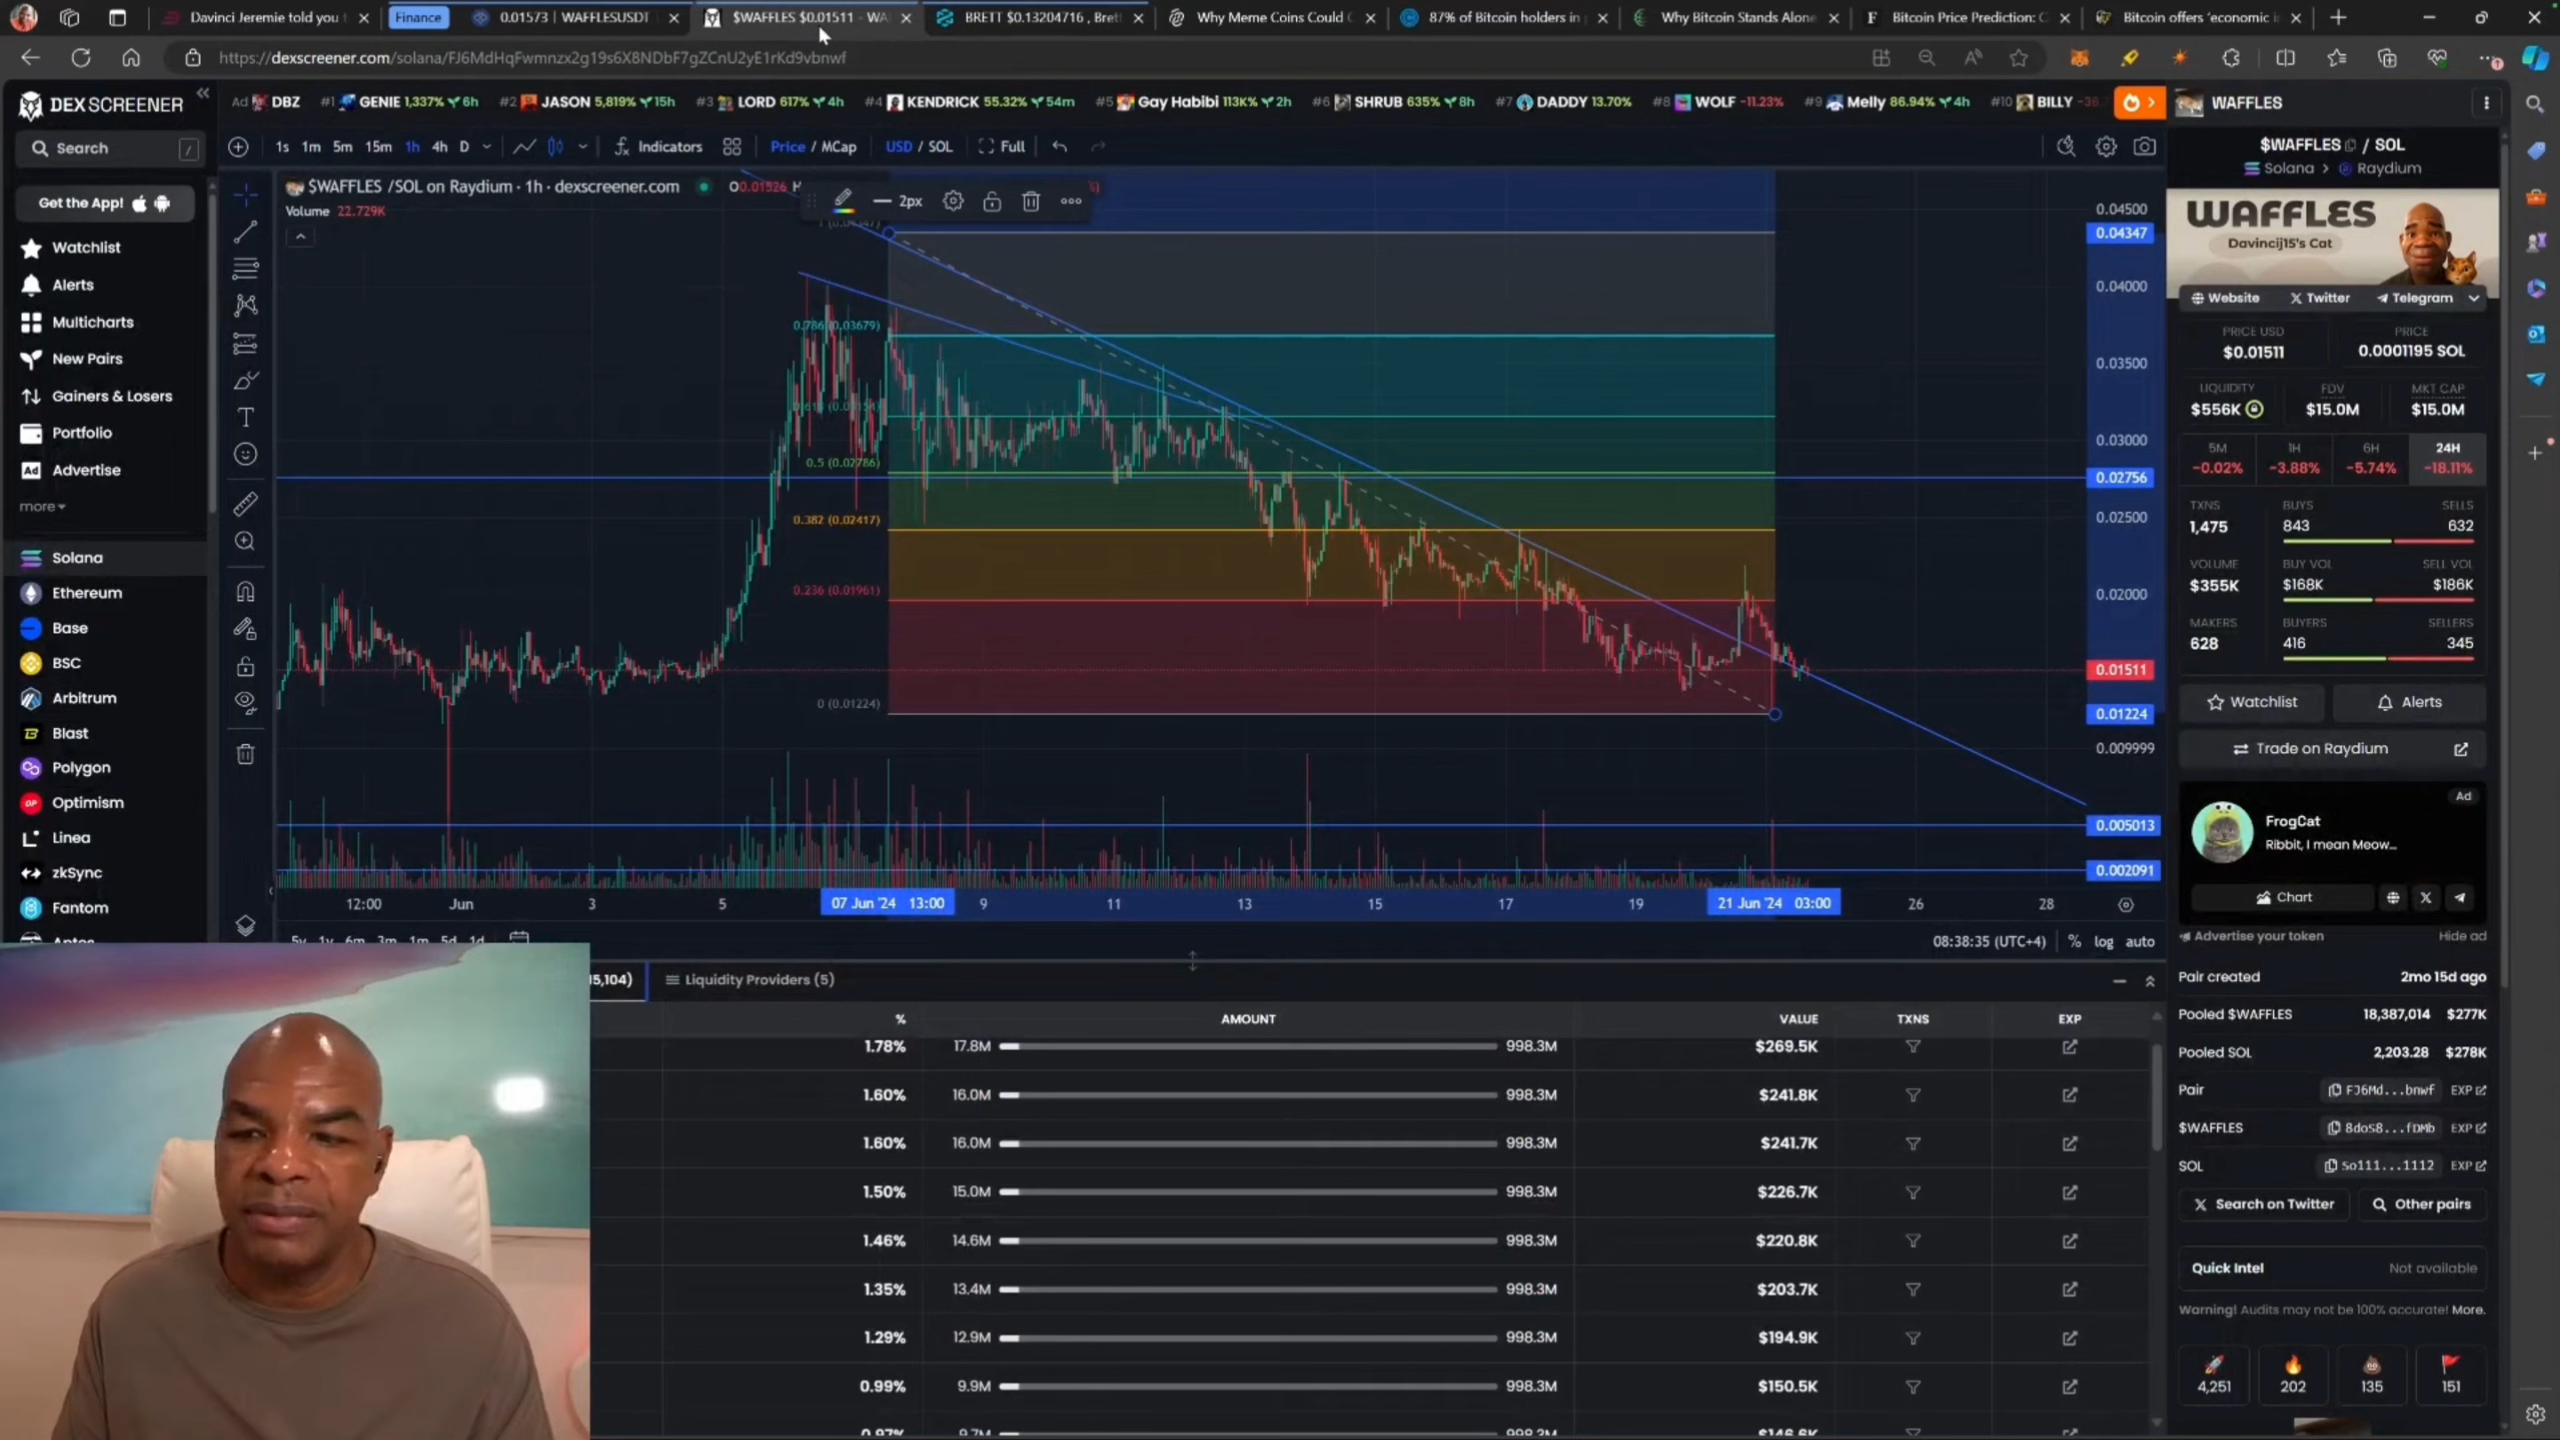 Davinci Jeremie told you
Finance
0.01573 | WAFFLESUSDT
$WAFFLES $0.01511 - WA
BRETT $0.13204716 , Brett
Why Meme Coins Could
87% of Bitcoin holders in
Why Bitcoin Stands Alone
Bitcoin Price Prediction:
Bitcoin offers 'economic
https://dexscreener.com/solana/FJ6MdHqFwmnzx2g19s6X8NDbF7gZCnU2yE1rKd9vbnwf
DEX SCREENER
Ad DBZ #1 GENIE 1,337% 6h #2 JASON 5,819% 15h #3 LORD 617% 4h #4 KENDRICK 55.32% 54m #5 Gay Habibi 113K% 2h #6 SHRUB 635% 8h #7 DADDY 13.70% #8 WOLF -11.23% #9 Melly 86.94% 4h #10 BILLY
Search /
Get the App!
Watchlist
Alerts
Multicharts
New Pairs
Gainers & Losers
Portfolio
Ad Advertise
more
Solana
Ethereum
Base
BSC
Arbitrum
Blast
Polygon
OP Optimism
Linea
zkSync
Fantom
1s 1m 5m 15m 1h 4h D Indicators Price / MCap USD / SOL Full
$WAFFLES /SOL on Raydium · 1h · dexscreener.com O0.01526 H
2px
Volume 22.729K
0.786 (0.03679)
0.5 (0.02786)
0.382 (0.02417)
0.236 (0.01961)
0 (0.01224)
0.04500
0.04347
0.04000
0.03500
0.03000
0.02756
0.02500
0.02000
0.01511
0.01224
0.009999
0.005013
0.002091
12:00 Jun 3 5 07 Jun '24 13:00 9 11 13 15 17 19 21 Jun '24 03:00 26 28
5y 1y 6m 3m 1m 5d 1d
08:38:35 (UTC+4) % log auto
Liquidity Providers (5)
% AMOUNT VALUE TXNS EXP
1.78% 17.8M 998.3M $269.5K
1.60% 16.0M 998.3M $241.8K
1.60% 16.0M 998.3M $241.7K
1.50% 15.0M 998.3M $226.7K
1.46% 14.6M 998.3M $220.8K
1.35% 13.4M 998.3M $203.7K
1.29% 12.9M 998.3M $194.9K
0.99% 9.9M 998.3M $150.5K
WAFFLES
$WAFFLES / SOL
Solana > Raydium
WAFFLES
Davincij15's Cat
Website Twitter Telegram
PRICE USD PRICE
$0.01511 0.0001195 SOL
LIQUIDITY FDV MKT CAP
$556K $15.0M $15.0M
5M 1H 6H 24H
-0.02% -3.88% -5.74% -18.11%
TXNS BUYS SELLS
1,475 843 632
VOLUME BUY VOL SELL VOL
$355K $168K $186K
MAKERS BUYERS SELLERS
628 416 345
Watchlist Alerts
Trade on Raydium
Ad
FrogCat
Ribbit, I mean Meow...
Chart
Advertise your token Hide ad
Pair created 2mo 15d ago
Pooled $WAFFLES 18,387,014 $277K
Pooled SOL 2,203.28 $278K
Pair FJ6Md...bnwf EXP
$WAFFLES 8doS8...fDMb EXP
SOL So111...1112 EXP
Search on Twitter Other pairs
Quick Intel Not available
Warning! Audits may not be 100% accurate! More.
4,251 202 135 151